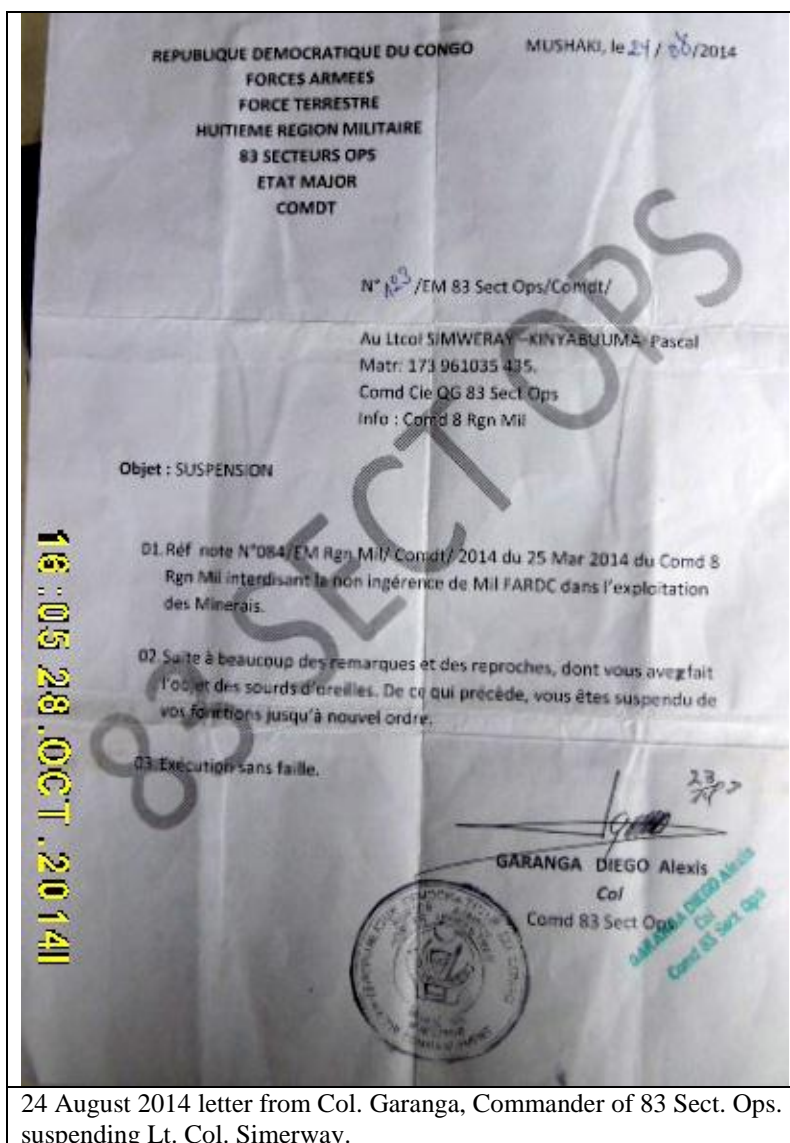 REPUBLIQUE DEMOCRATIQUE DU CONGO
FORCES ARMEES
FORCE TERRESTRE
HUITIEME REGION MILITAIRE
83 SECTEURS OPS
ETAT MAJOR
COMDT
MUSHAKI, le 24 / 08/2014
N° /EM 83 Sect Ops/Comdt/
Au Ltcol SIMWERAY –KINYABUUMA Pascal
Matr: 173 961035 435.
Comd Cie QG 83 Sect Ops
Info : Comd 8 Rgn Mil
Objet : SUSPENSION
01. Réf note N°084/EM Rgn Mil/ Comdt/ 2014 du 25 Mar 2014 du Comd 8
Rgn Mil interdisant la non ingérence de Mil FARDC dans l'exploitation
des Minerais.
02. Suite à beaucoup des remarques et des reproches, dont vous avez fait
l'objet des sourds d'oreilles. De ce qui précède, vous êtes suspendu de
vos fonctions jusqu'à nouvel ordre.
03. Exécution sans faille.
GARANGA DIEGO Alexis
Col
Comd 83 Sect Ops
GARANGA DIEGO Alexis
Col
Comd 83 Sect Ops
83 SECT OPS
16:05 28.OCT.2014
24 August 2014 letter from Col. Garanga, Commander of 83 Sect. Ops.
suspending Lt. Col. Simerway.